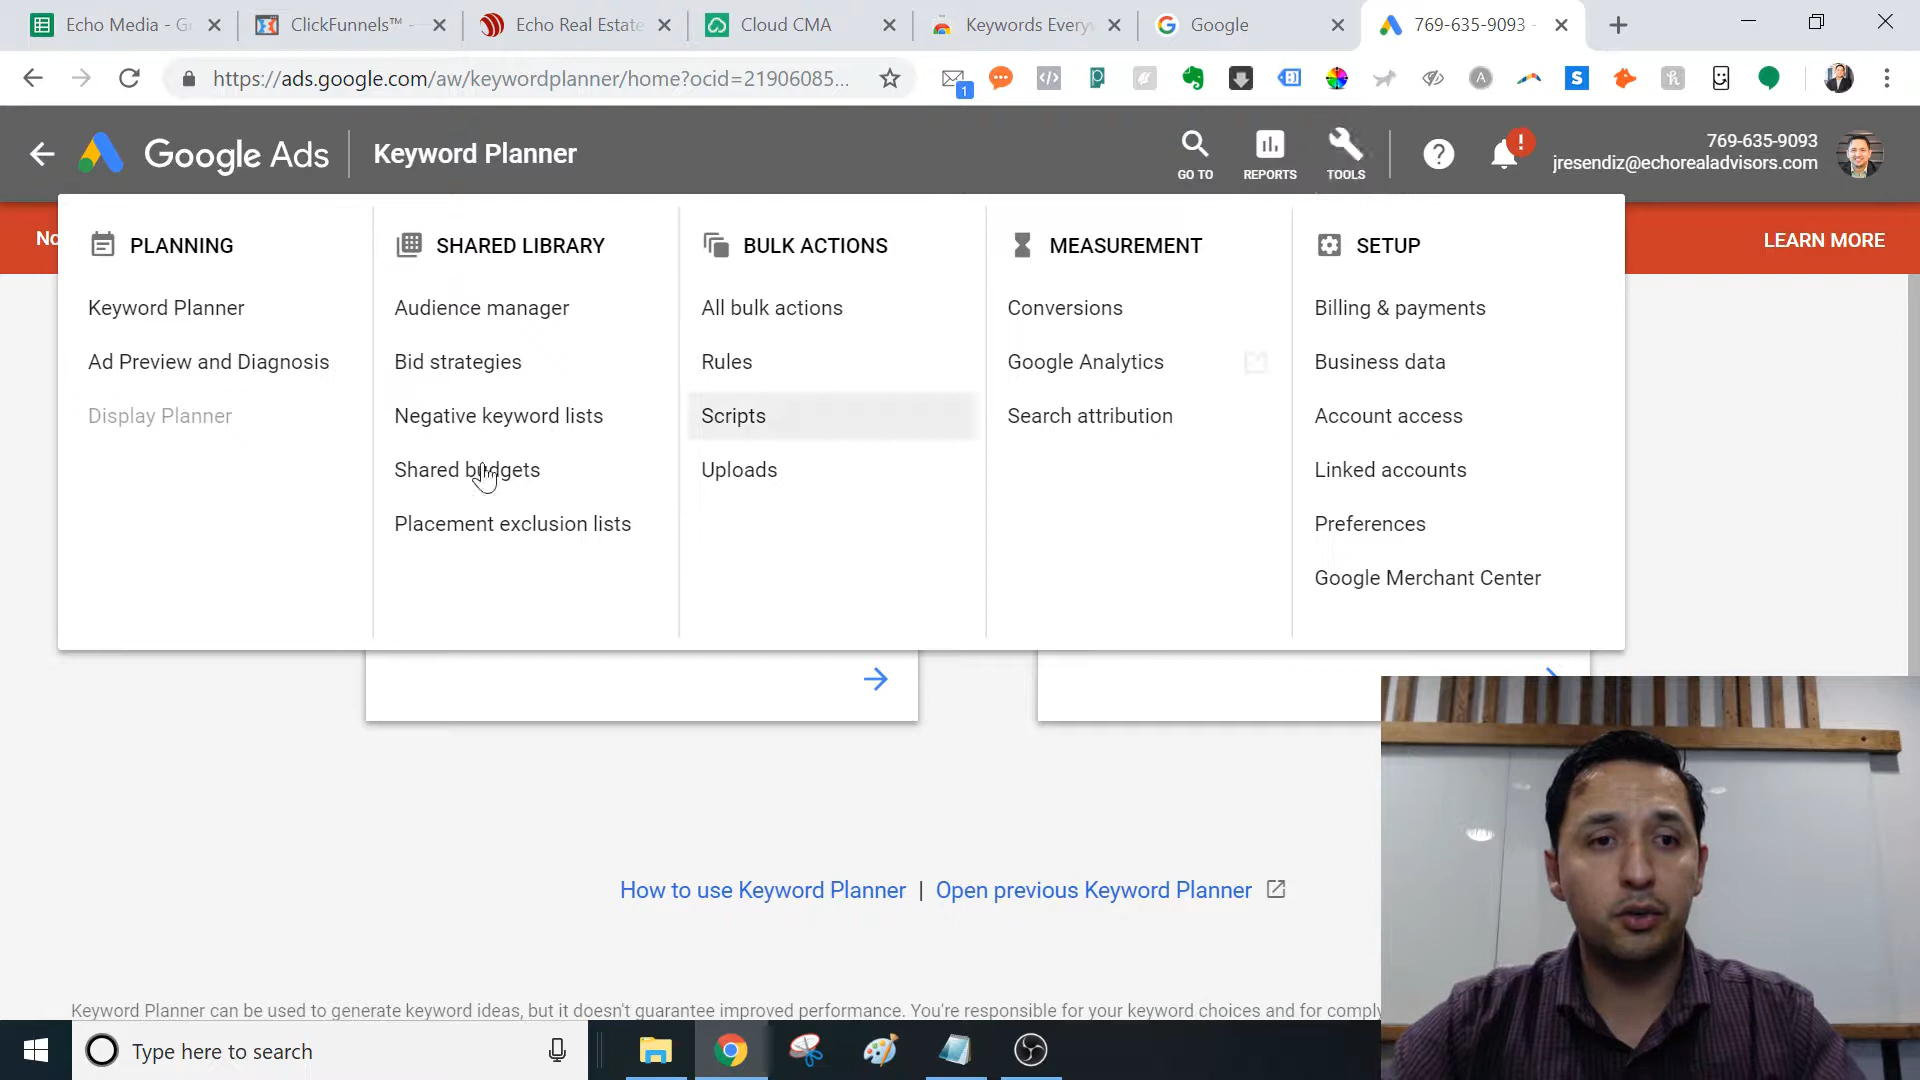 Echo Media - Gr
ClickFunnels™ -
Echo Real Estate
Cloud CMA
Keywords Every
Google
769-635-9093 -
https://ads.google.com/aw/keywordplanner/home?ocid=21906085...
1
Google Ads
Keyword Planner
GO TO
REPORTS
TOOLS
769-635-9093
jresendiz@echorealadvisors.com
No
LEARN MORE
PLANNING
Keyword Planner
Ad Preview and Diagnosis
Display Planner
SHARED LIBRARY
Audience manager
Bid strategies
Negative keyword lists
Shared budgets
Placement exclusion lists
BULK ACTIONS
All bulk actions
Rules
Scripts
Uploads
MEASUREMENT
Conversions
Google Analytics
Search attribution
SETUP
Billing & payments
Business data
Account access
Linked accounts
Preferences
Google Merchant Center
How to use Keyword Planner | Open previous Keyword Planner
Keyword Planner can be used to generate keyword ideas, but it doesn't guarantee improved performance. You're responsible for your keyword choices and for comply
Type here to search